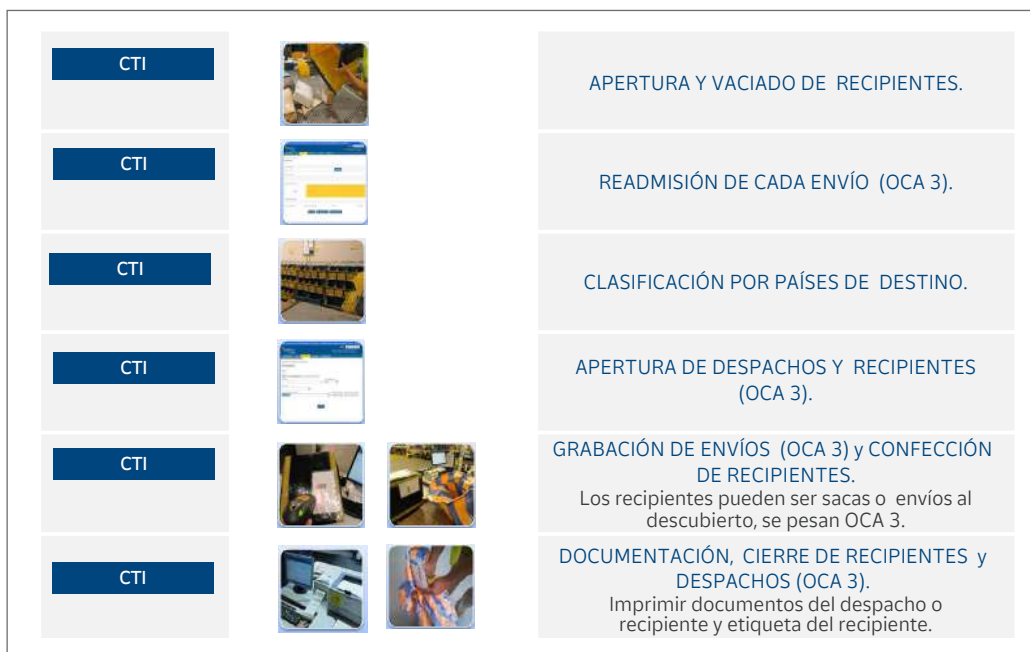 CTI
APERTURA Y VACIADO DE RECIPIENTES.
CTI
READMISIÓN DE CADA ENVÍO (OCA 3).
CTI
CLASIFICACIÓN POR PAÍSES DE DESTINO.
CTI
APERTURA DE DESPACHOS Y RECIPIENTES
(OCA 3).
CTI
GRABACIÓN DE ENVÍOS (OCA 3) y CONFECCIÓN
DE RECIPIENTES.
Los recipientes pueden ser sacas o envíos al
descubierto, se pesan OCA 3.
CTI
DOCUMENTACIÓN, CIERRE DE RECIPIENTES y
DESPACHOS (OCA 3).
Imprimir documentos del despacho o
recipiente y etiqueta del recipiente.